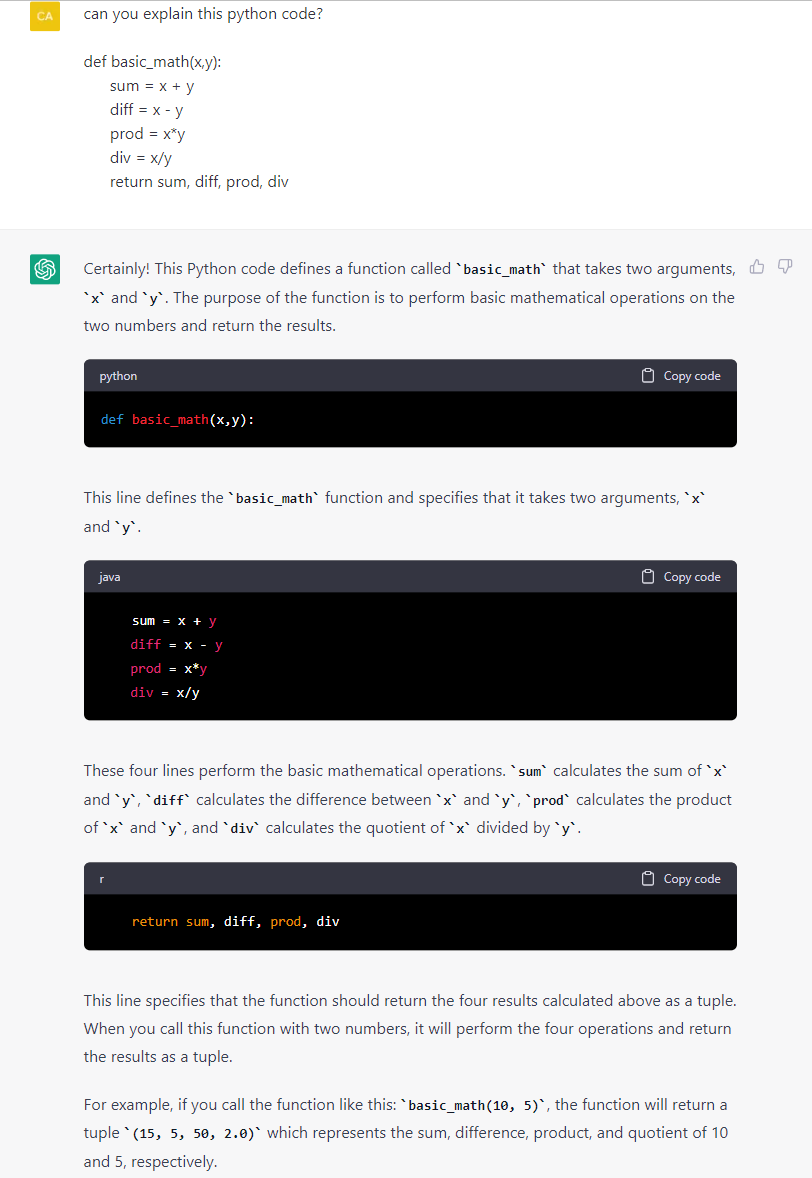 CA
can you explain this python code?
def basic_math(x,y):
sum = x + y
diff = x - y
prod = x*y
div = x/y
return sum, diff, prod, div
Certainly! This Python code defines a function called `basic_math` that takes two arguments,
`x` and `y`. The purpose of the function is to perform basic mathematical operations on the
two numbers and return the results.
python Copy code
def basic_math(x,y):
This line defines the `basic_math` function and specifies that it takes two arguments, `x`
and `y`.
java Copy code
sum = x + y
diff = x - y
prod = x*y
div = x/y
These four lines perform the basic mathematical operations. `sum` calculates the sum of `x`
and `y`, `diff` calculates the difference between `x` and `y`, `prod` calculates the product
of `x` and `y`, and `div` calculates the quotient of `x` divided by `y`.
r Copy code
return sum, diff, prod, div
This line specifies that the function should return the four results calculated above as a tuple.
When you call this function with two numbers, it will perform the four operations and return
the results as a tuple.
For example, if you call the function like this: `basic_math(10, 5)`, the function will return a
tuple `(15, 5, 50, 2.0)` which represents the sum, difference, product, and quotient of 10
and 5, respectively.